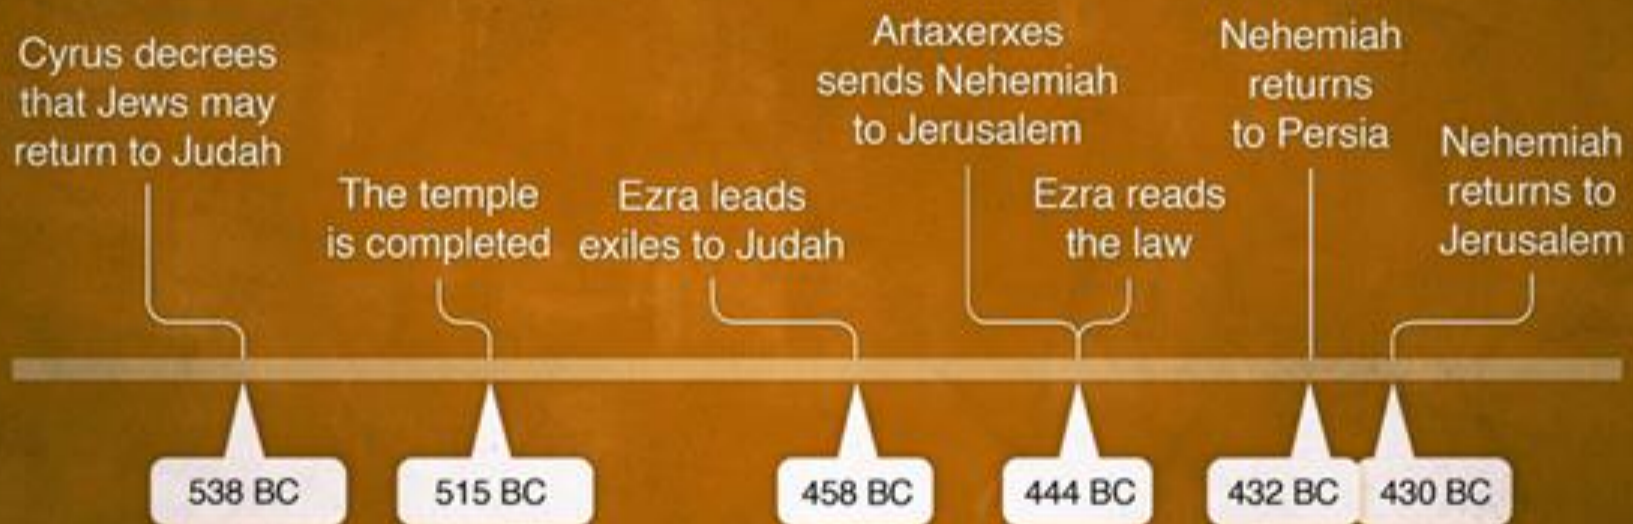 Cyrus decrees
that Jews may
return to Judah
The temple
is completed
Ezra leads
exiles to Judah
Artaxerxes
sends Nehemiah
to Jerusalem
Ezra reads
the law
Nehemiah
returns
to Persia
Nehemiah
returns to
Jerusalem
538 BC
515 BC
458 BC
444 BC
432 BC
430 BC